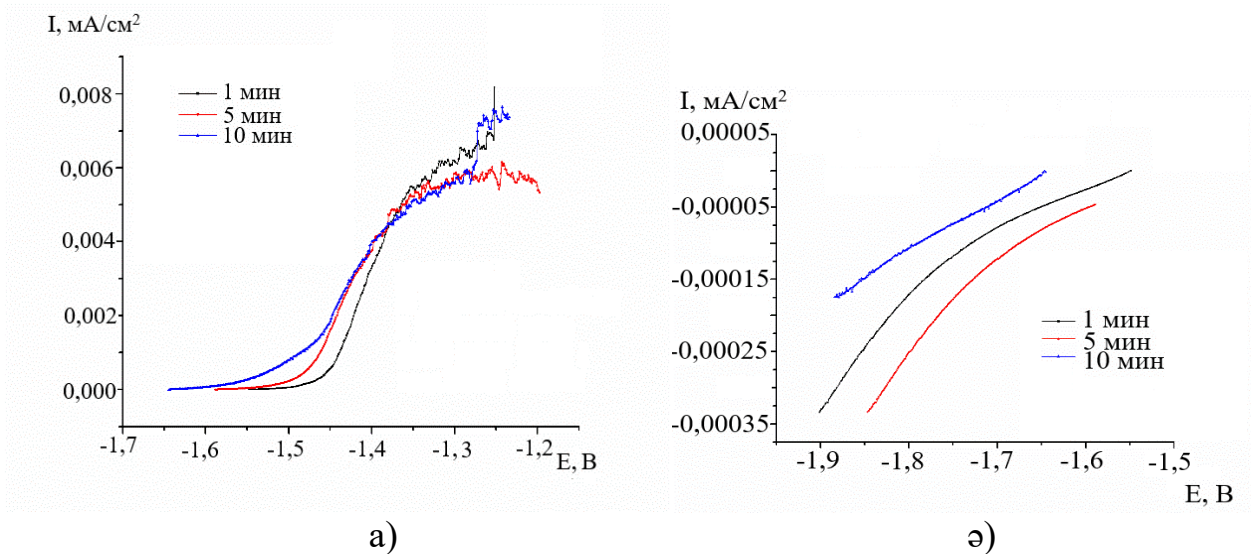 I, мА/см²
0,008
0,006
0,004
0,002
0,000
1 мин
5 мин
10 мин
-1,7
-1,6
-1,5
-1,4
-1,3
-1,2
Е, В
а)
I, мА/см²
0,00005
-0,00005
-0,00015
-0,00025
-0,00035
1 мин
5 мин
10 мин
-1,9
-1,8
-1,7
-1,6
-1,5
Е, В
ә)